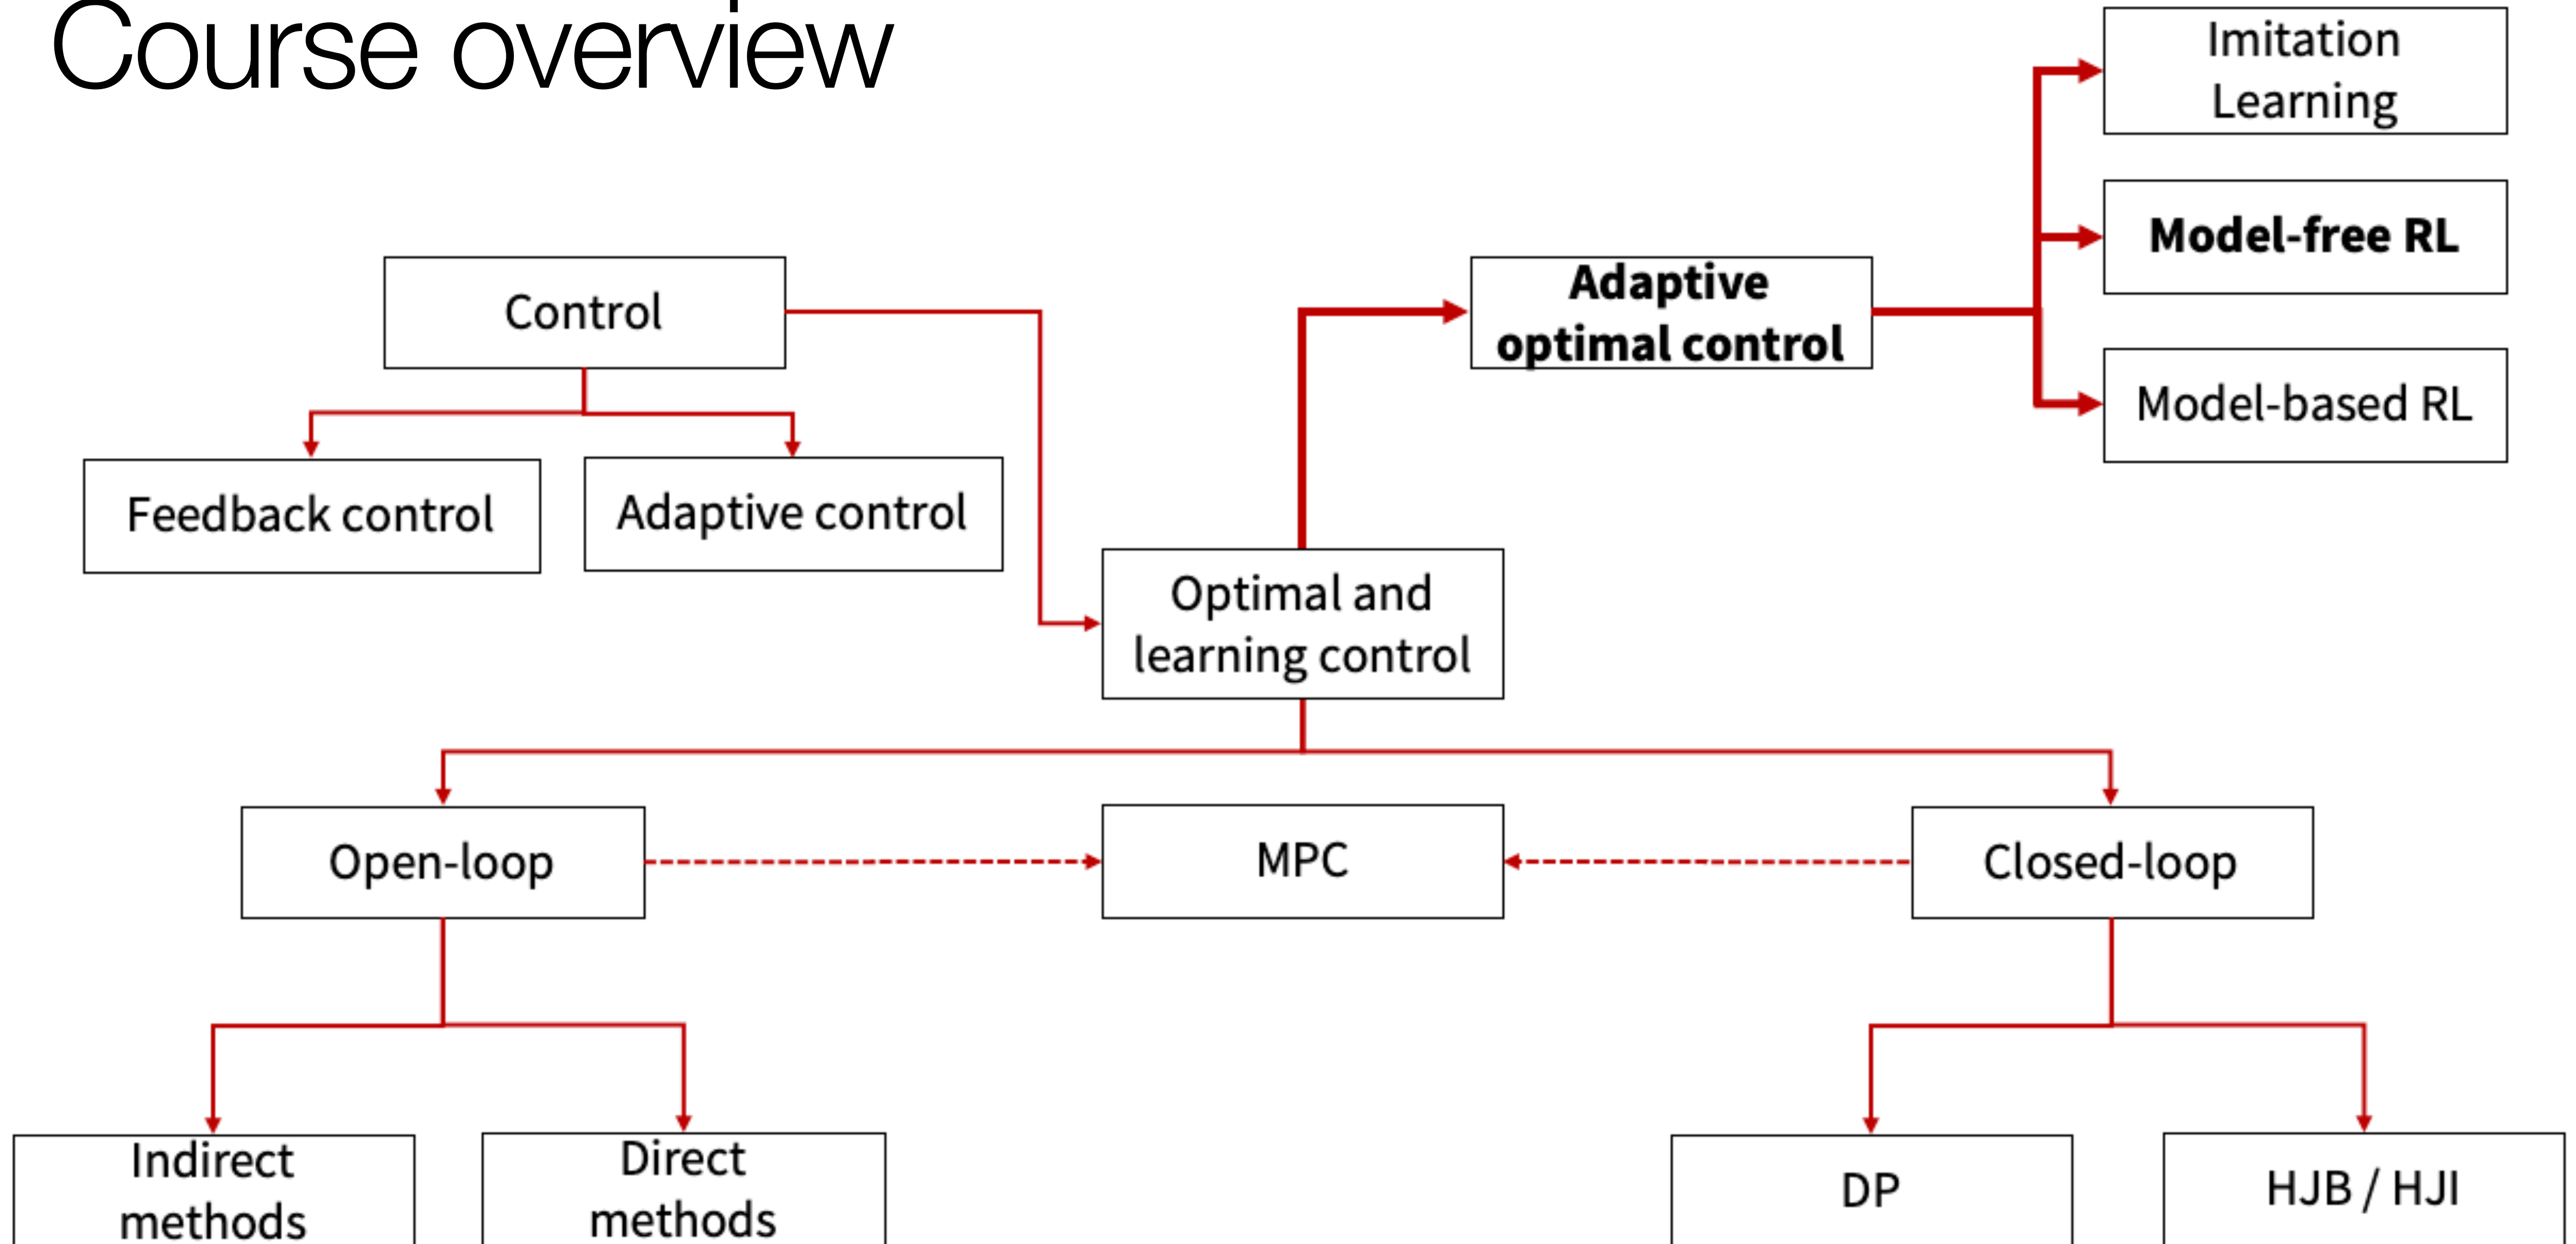 Course overview
Imitation
Learning
Model-free RL
Control
Adaptive
optimal control
Model-based RL
Feedback control
Adaptive control
Optimal and
learning control
Open-loop
MPC
Closed-loop
Indirect
methods
Direct
methods
DP
HJB / HJI